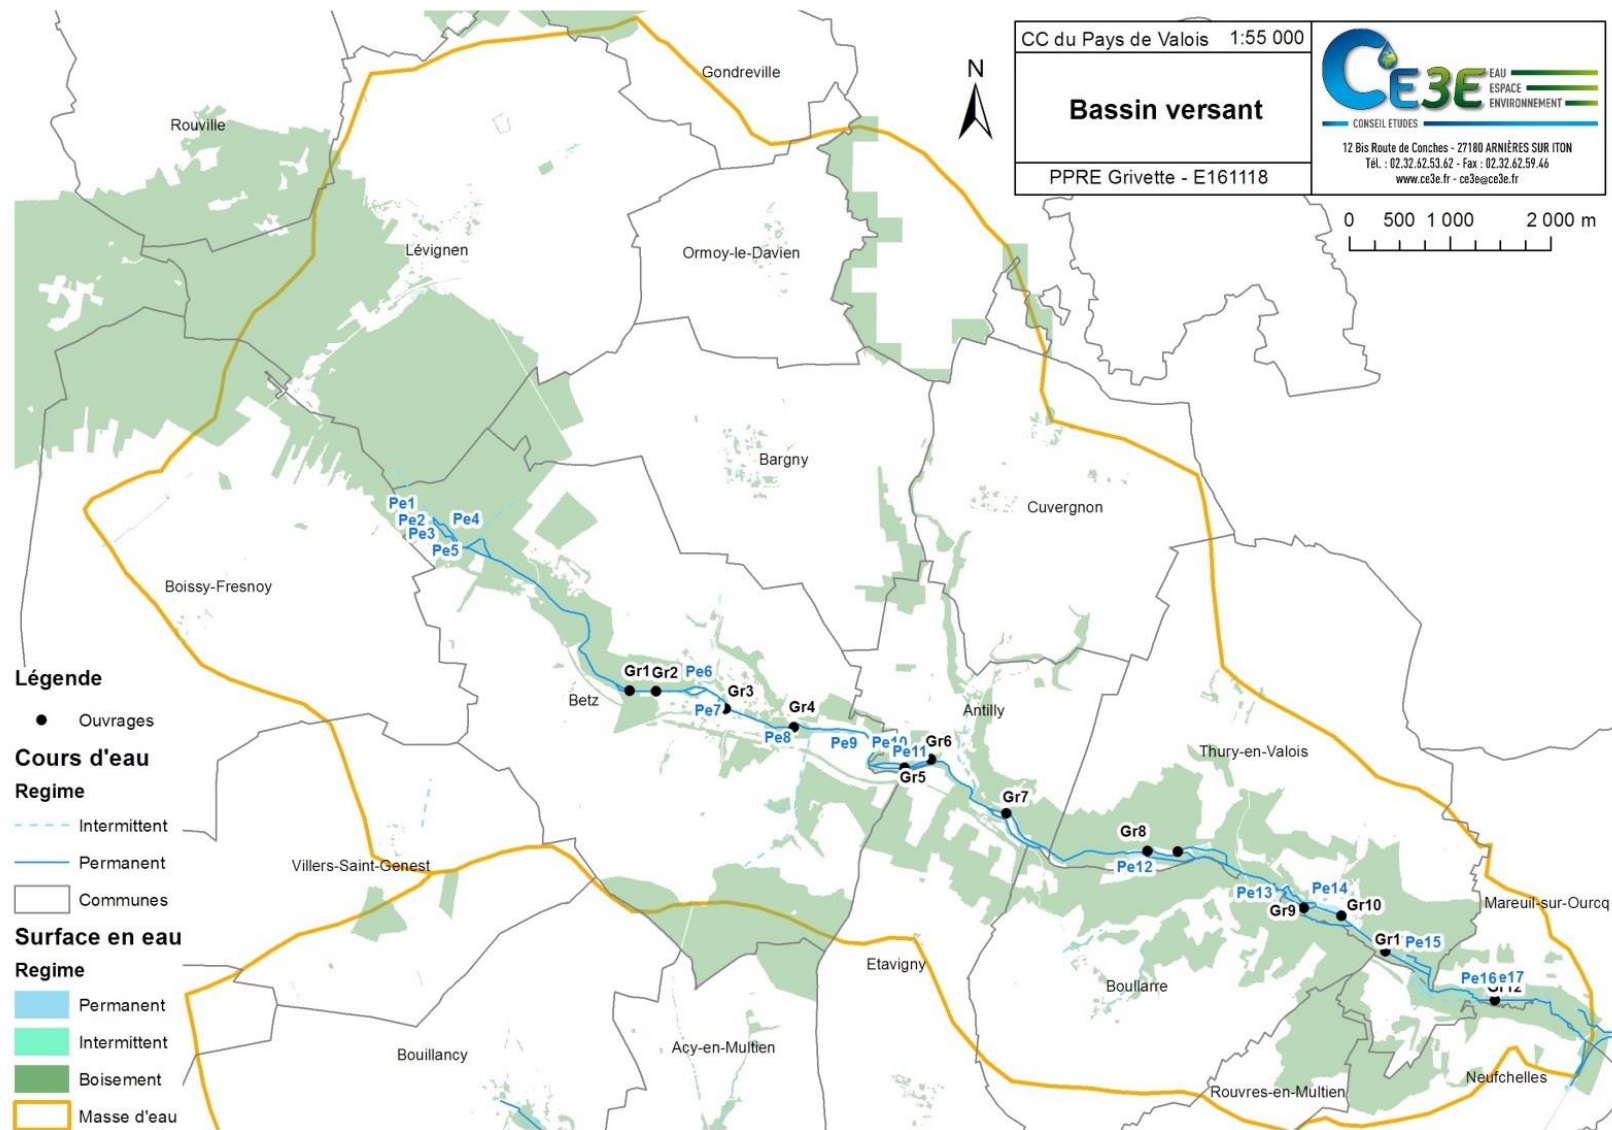 CC du Pays de Valois 1:55 000
Bassin versant
PPRE Grivette - E161118
CE3E
EAU
ESPACE
ENVIRONNEMENT
CONSEIL ETUDES
12 Bis Route de Conches - 27180 ARNIÈRES SUR ITON
Tél. : 02.32.62.53.62 - Fax : 02.32.62.59.46
www.ce3e.fr - ce3e@ce3e.fr
N
0 500 1 000 2 000 m
Gondreville
Rouville
Lévignen
Ormoy-le-Davien
Bargny
Cuvergnon
Pe1
Pe2
Pe4
Pe3
Pe5
Boissy-Fresnoy
Gr1 Gr2 Pe6
Betz
Gr3
Pe7
Gr4
Pe8
Pe9
Pe10
Gr6
Pe11
Gr5
Antilly
Thury-en-Valois
Gr7
Gr8
Pe12
Villers-Saint-Genest
Pe13
Pe14
Gr9
Gr10
Mareuil-sur-Ourcq
Gr1
Pe15
Etavigny
Boullarre
Pe16 e17
Gr12
Bouillancy
Acy-en-Multien
Rouvres-en-Multien
Neufchelles
Légende
Ouvrages
Cours d'eau
Regime
Intermittent
Permanent
Communes
Surface en eau
Regime
Permanent
Intermittent
Boisement
Masse d'eau